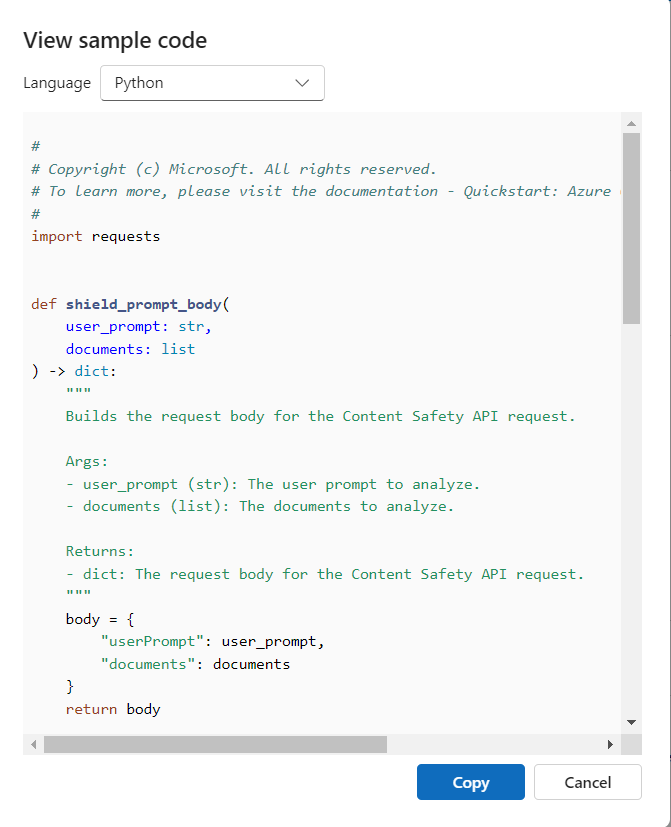 View sample code
Language Python
#
# Copyright (c) Microsoft. All rights reserved.
# To learn more, please visit the documentation - Quickstart: Azure
#
import requests
def shield_prompt_body(
    user_prompt: str,
    documents: list
) -> dict:
    """
    Builds the request body for the Content Safety API request.
    Args:
    - user_prompt (str): The user prompt to analyze.
    - documents (list): The documents to analyze.
    Returns:
    - dict: The request body for the Content Safety API request.
    """
    body = {
        "userPrompt": user_prompt,
        "documents": documents
    }
    return body
Copy Cancel